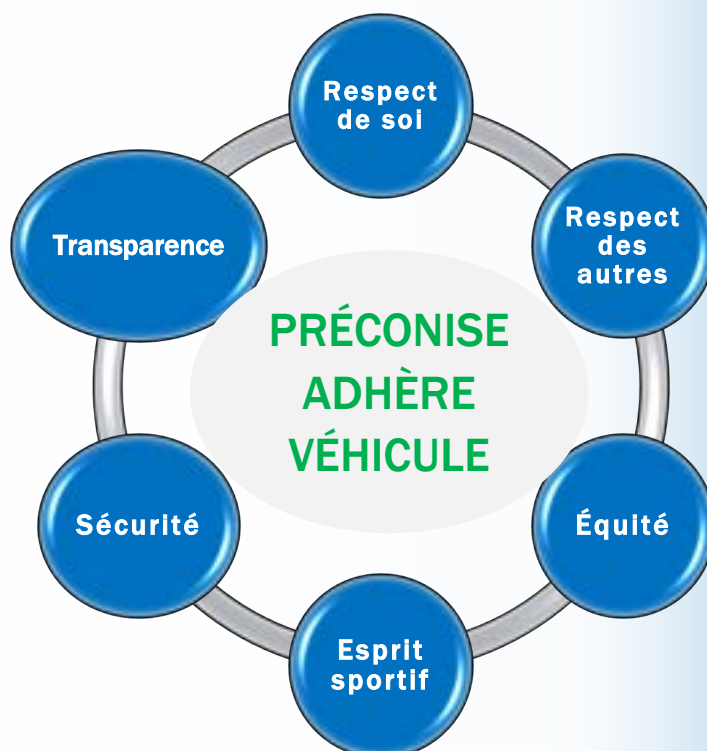 Respect
de soi
Respect
des
autres
Transparence
PRÉCONISE
ADHÈRE
VÉHICULE
Sécurité
Équité
Esprit
sportif